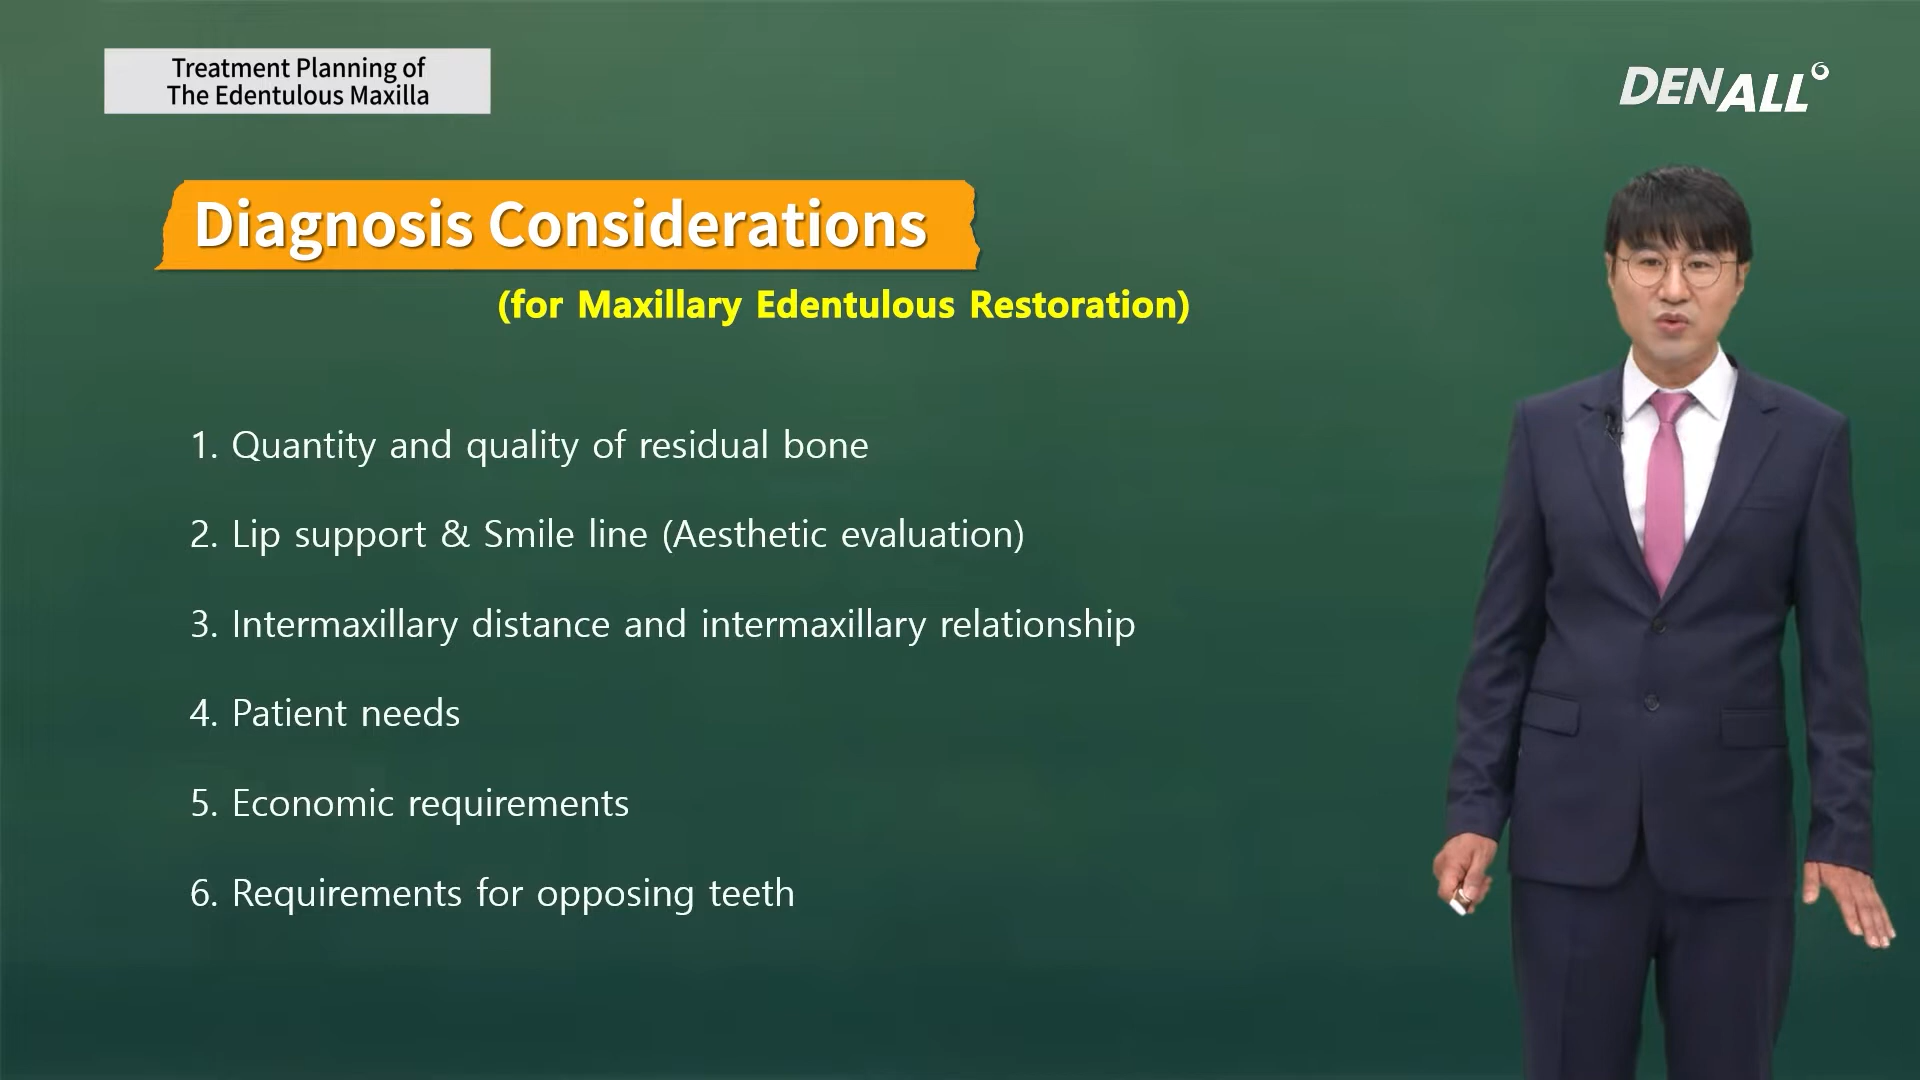 Treatment Planning of
The Edentulous Maxilla
DENALL
Diagnosis Considerations
(for Maxillary Edentulous Restoration)
1. Quantity and quality of residual bone
2. Lip support & Smile line (Aesthetic evaluation)
3. Intermaxillary distance and intermaxillary relationship
4. Patient needs
5. Economic requirements
6. Requirements for opposing teeth